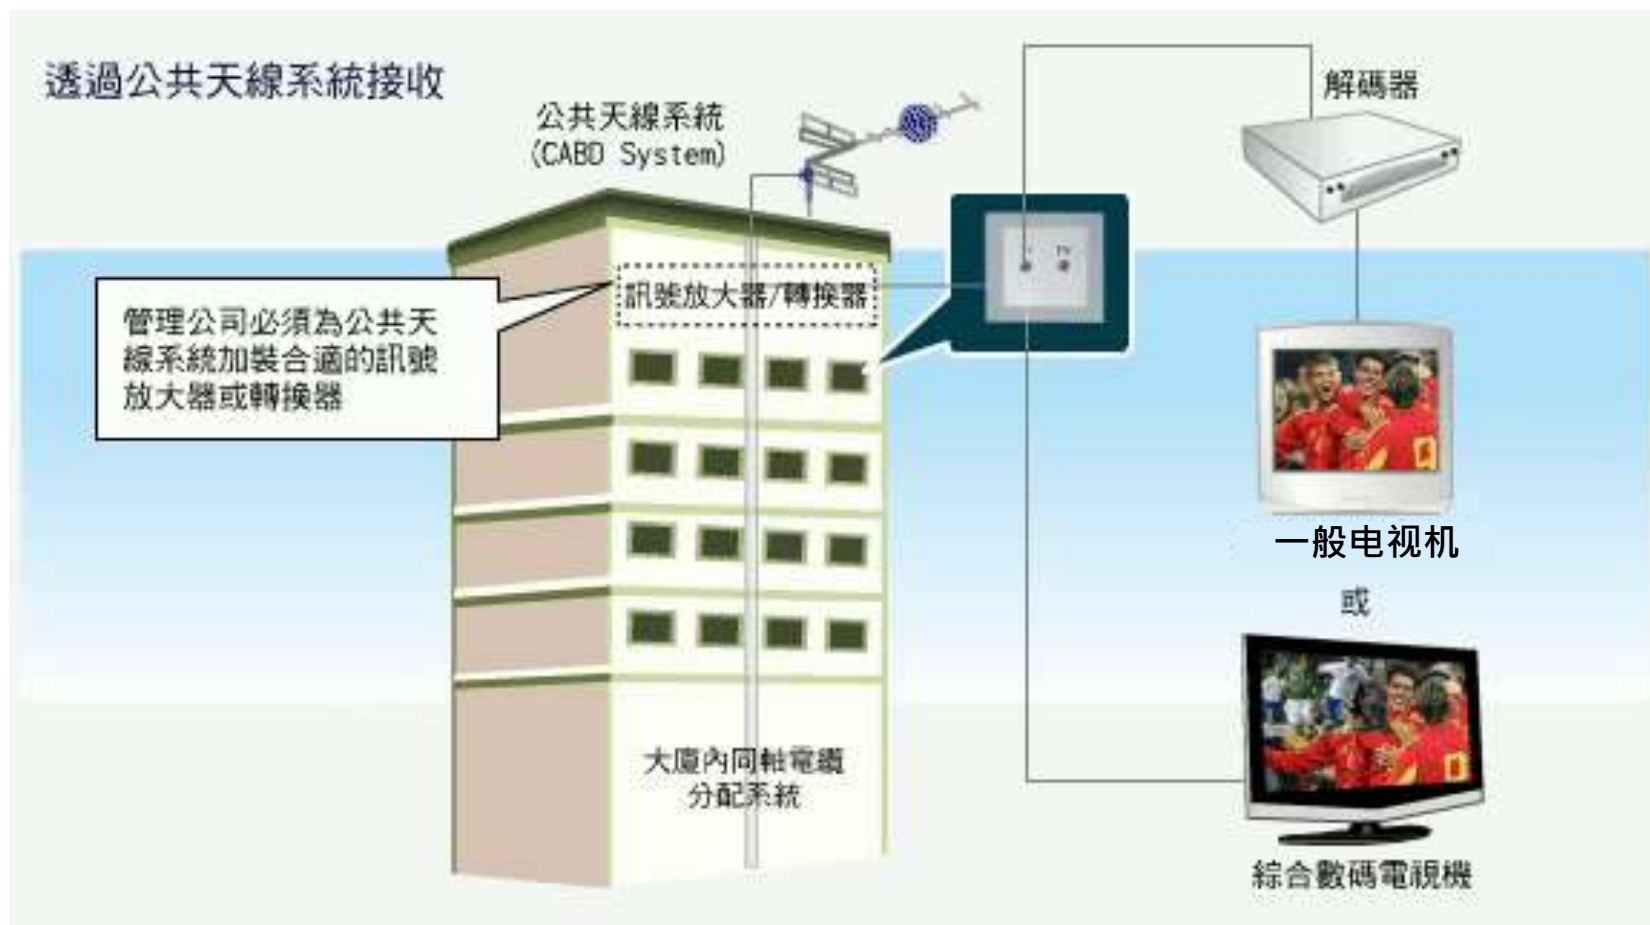 透過公共天線系統接收
公共天線系統
(CABD System)
解碼器
訊號放大器/轉換器
管理公司必須為公共天
線系統加裝合適的訊號
放大器或轉換器
一般电视机
或
大廈內同軸電纜
分配系統
綜合數碼電視機